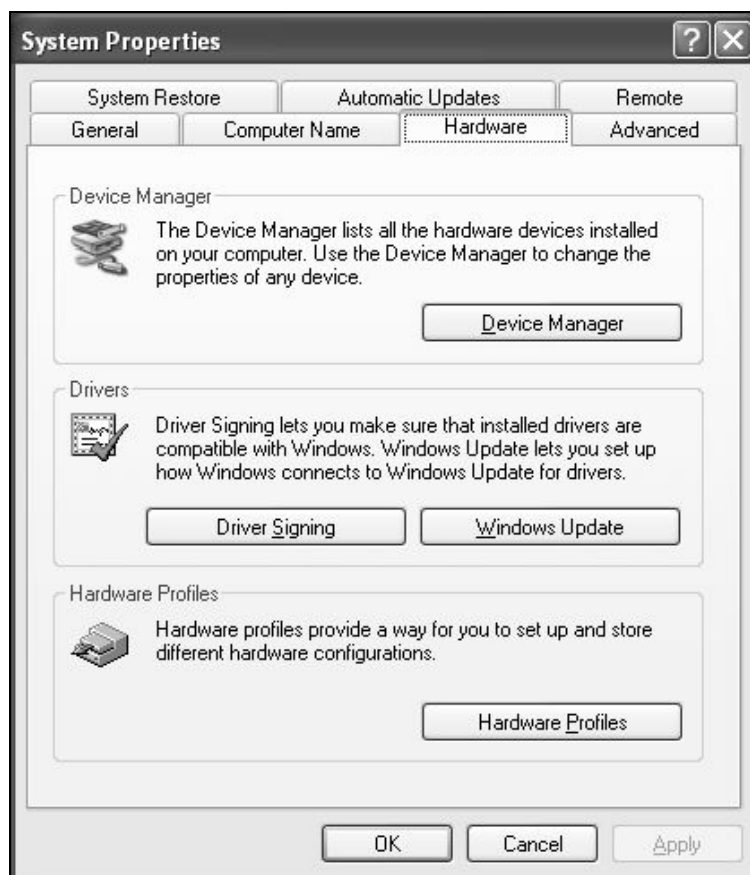 System Properties
System Restore
Automatic Updates
Remote
General
Computer Name
Hardware
Advanced
Device Manager
The Device Manager lists all the hardware devices installed
on your computer. Use the Device Manager to change the
properties of any device.
Device Manager
Drivers
Driver Signing lets you make sure that installed drivers are
compatible with Windows. Windows Update lets you set up
how Windows connects to Windows Update for drivers.
Driver Signing
Windows Update
Hardware Profiles
Hardware profiles provide a way for you to set up and store
different hardware configurations.
Hardware Profiles
OK
Cancel
Apply